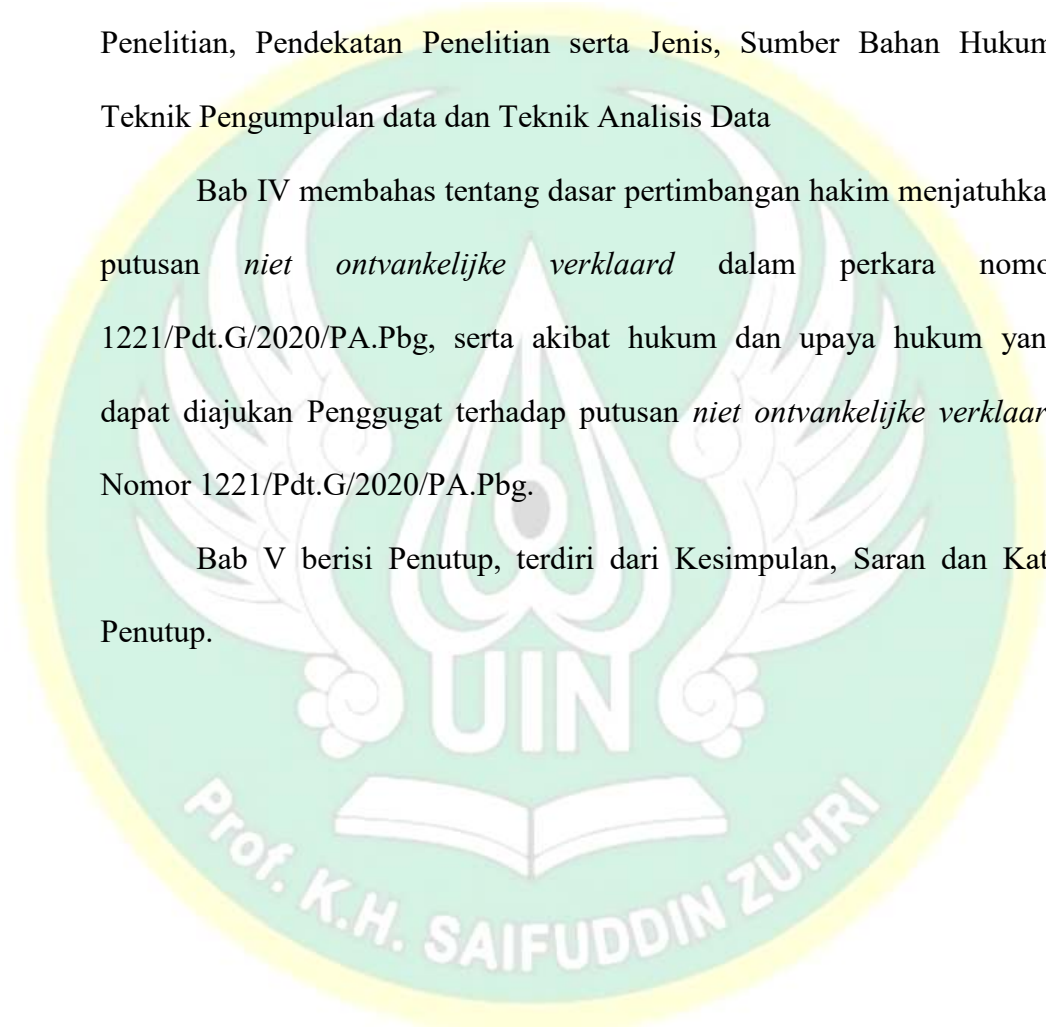 Penelitian, Pendekatan Penelitian serta Jenis, Sumber Bahan Hukum
Teknik Pengumpulan data dan Teknik Analisis Data
Bab IV membahas tentang dasar pertimbangan hakim menjatuhka
putusan niet ontvankelijke verklaard dalam perkara nomo
1221/Pdt.G/2020/PA.Pbg, serta akibat hukum dan upaya hukum yan
dapat diajukan Penggugat terhadap putusan niet ontvankelijke verklaar
Nomor 1221/Pdt.G/2020/PA.Pbg.
Bab V berisi Penutup, terdiri dari Kesimpulan, Saran dan Kat
Penutup.
UIN
Prof. K.H. SAIFUDDIN ZUHRI